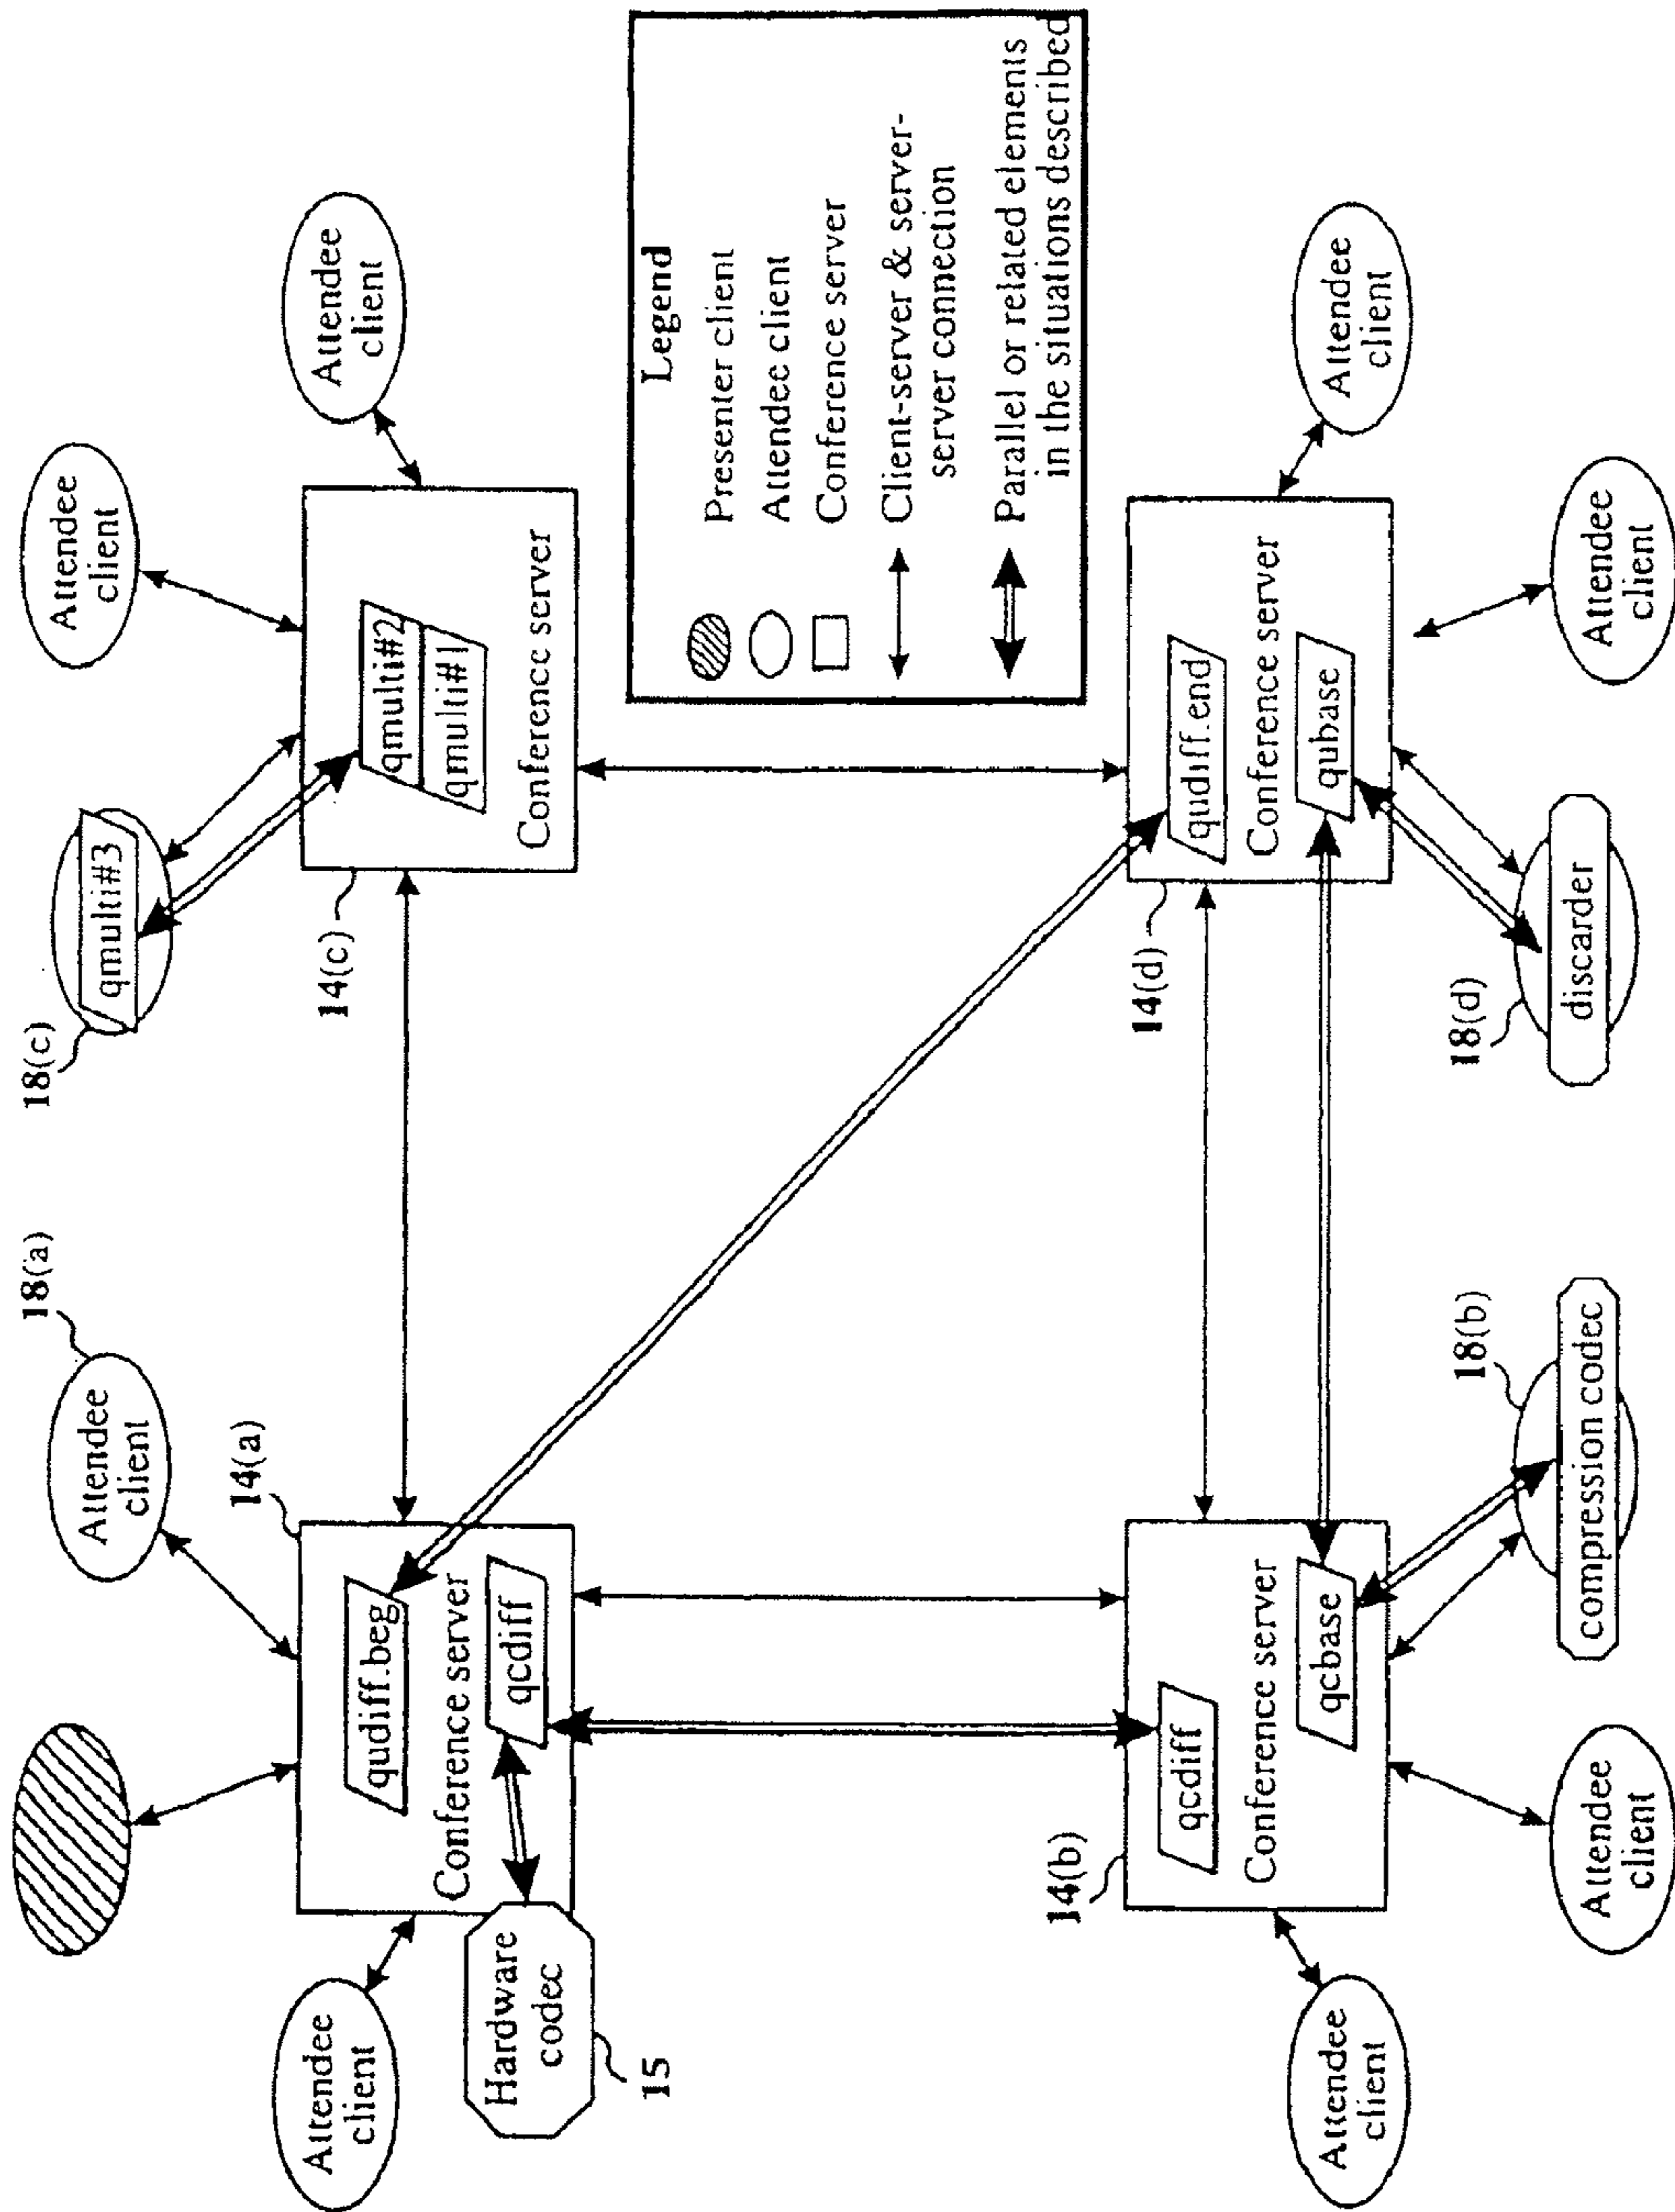 18(a)
Attendee
client
14(a)
qudiff.beg
Conference server
qcdiff
Attendee
client
Hardware
codec
15
18(c)
qmulti#3
Attendee
client
Attendee
client
14(c)
qmulti#2
qmulti#1
Conference server
14(b)
qcdiff
Conference server
qcbase
Attendee
client
Attendee
client
18(b)
compression codec
14(d)
qudiff.end
Conference server
qubase
18(d)
discarder
Attendee
client
Attendee
client
Legend
Presenter client
Attendee client
Conference server
Client-server & server-
server connection
Parallel or related elements
in the situations described